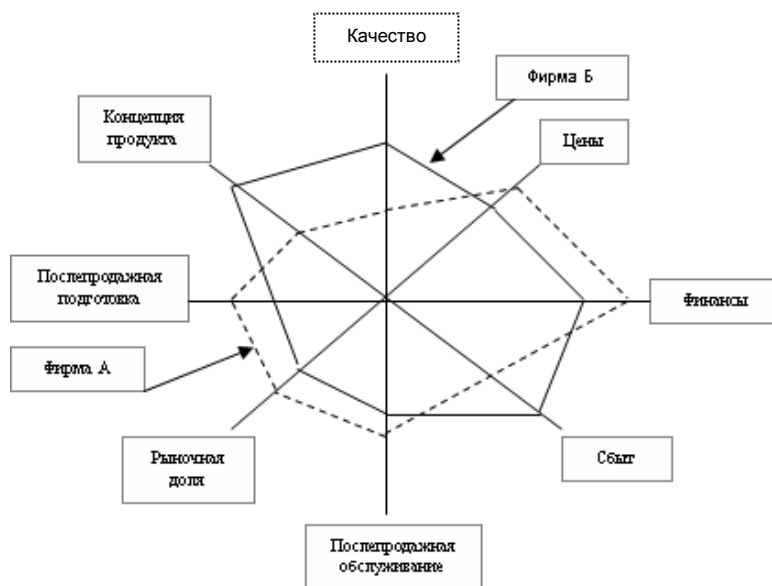 Качество
Фирма Б
Концепция
продукта
Цены
Послепродажная
подготовка
Финансы
Фирма А
Рыночная
доля
Сбыт
Послепродажная
обслуживание